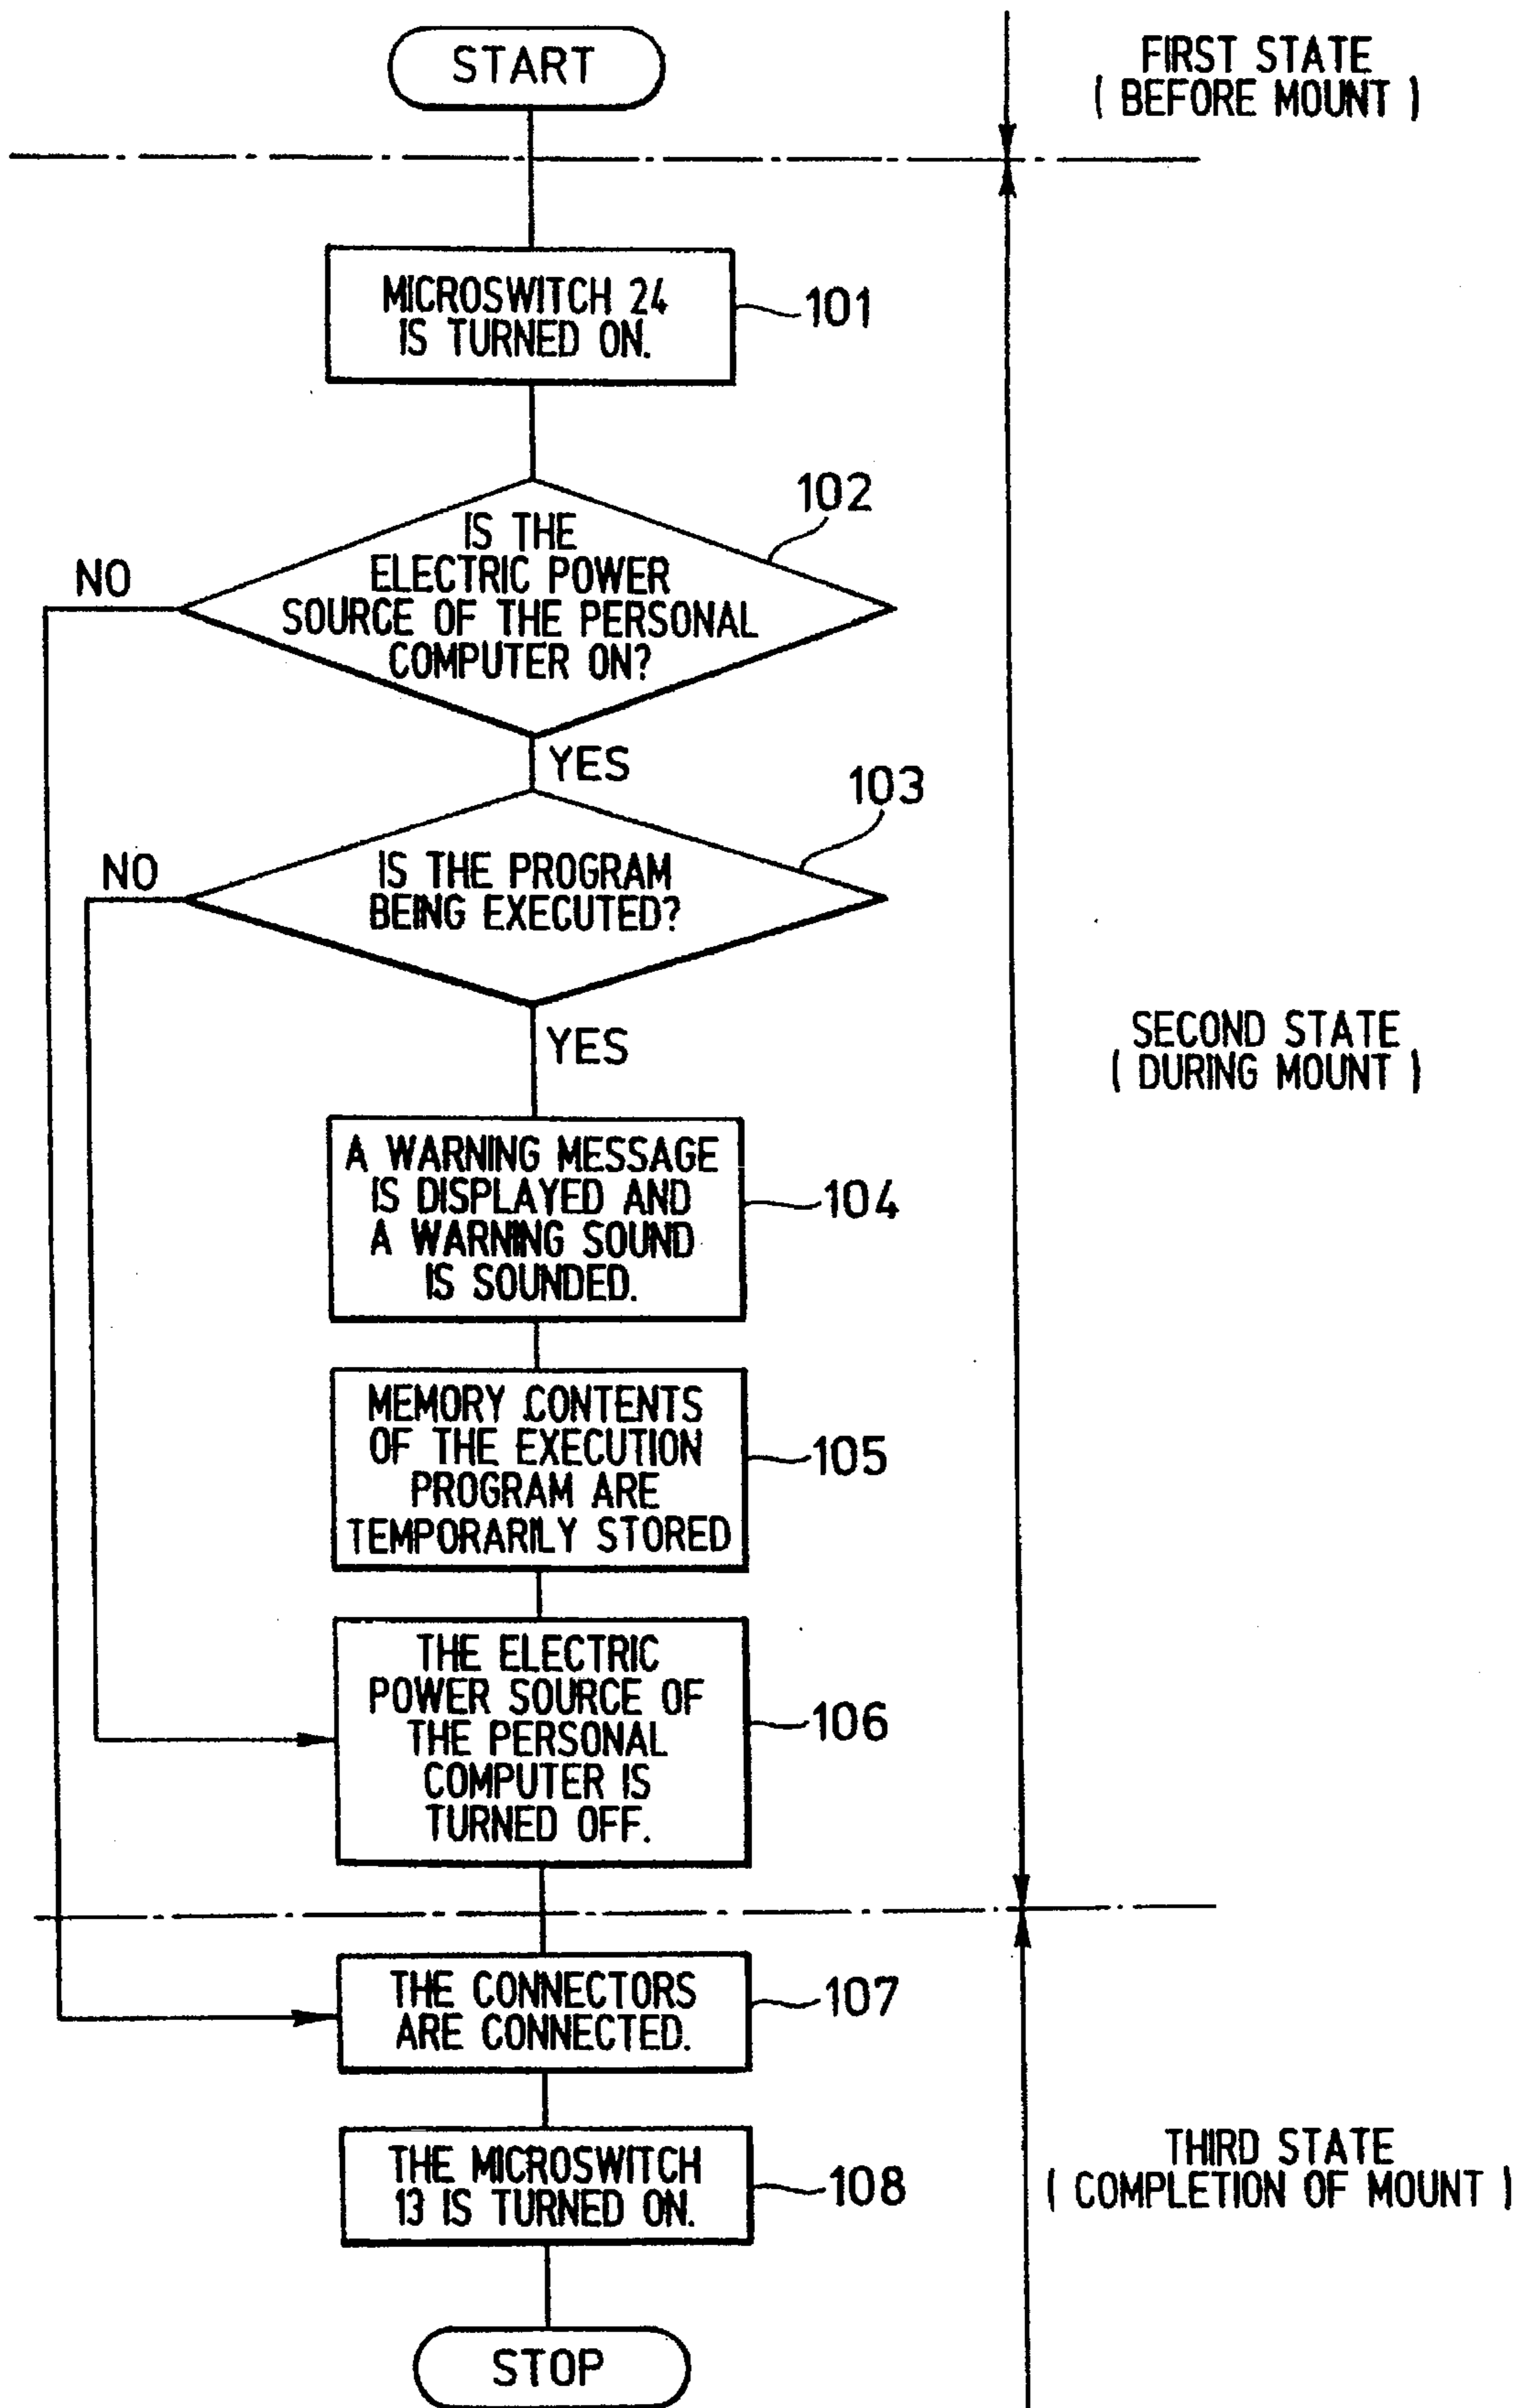 START
FIRST STATE
( BEFORE MOUNT )
MICROSWITCH 24
IS TURNED ON.
101
102
IS THE
ELECTRIC POWER
SOURCE OF THE PERSONAL
COMPUTER ON?
NO
YES
103
IS THE PROGRAM
BEING EXECUTED?
NO
YES
SECOND STATE
( DURING MOUNT )
A WARNING MESSAGE
IS DISPLAYED AND
A WARNING SOUND
IS SOUNDED.
104
MEMORY CONTENTS
OF THE EXECUTION
PROGRAM ARE
TEMPORARILY STORED
105
THE ELECTRIC
POWER SOURCE OF
THE PERSONAL
COMPUTER IS
TURNED OFF.
106
THE CONNECTORS
ARE CONNECTED.
107
THE MICROSWITCH
13 IS TURNED ON.
108
THIRD STATE
( COMPLETION OF MOUNT )
STOP